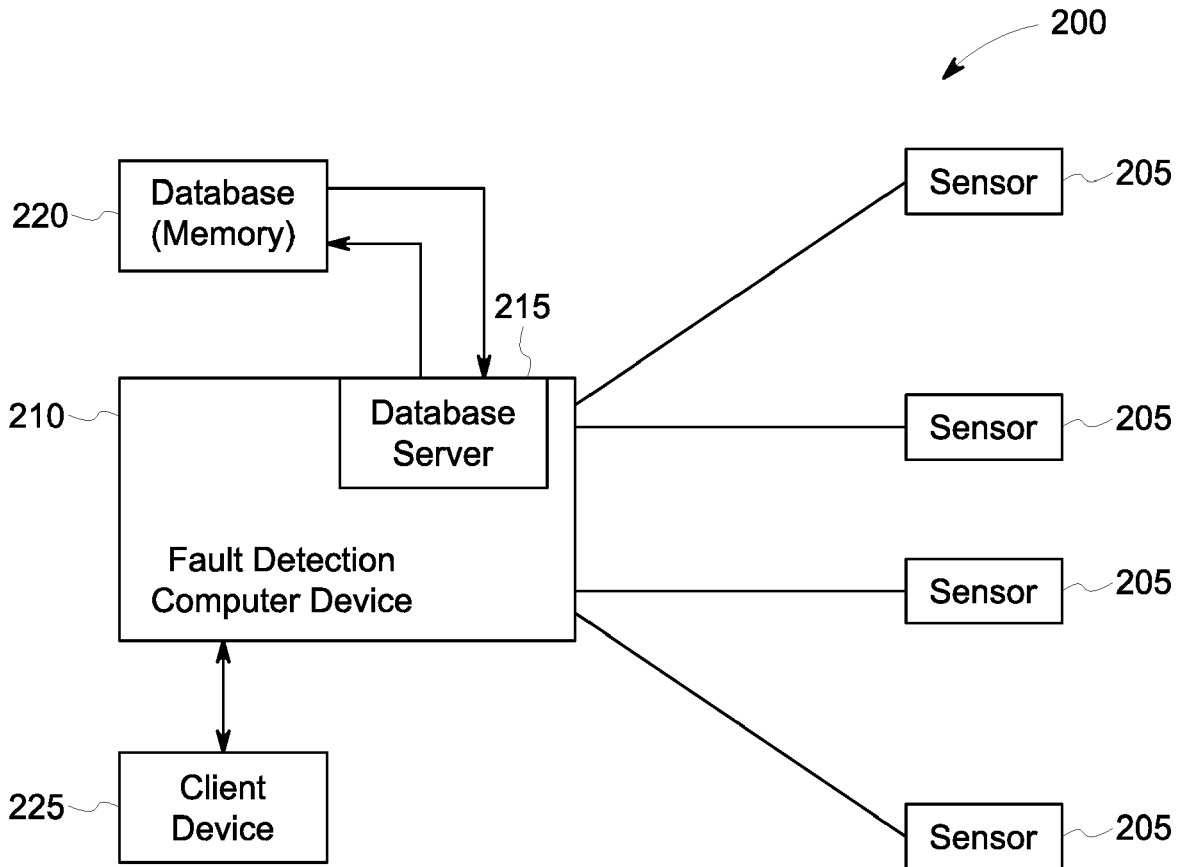 200
Database
(Memory)
220
Sensor
205
215
210
Database
Server
Sensor
205
Fault Detection
Computer Device
Sensor
205
225
Client
Device
Sensor
205